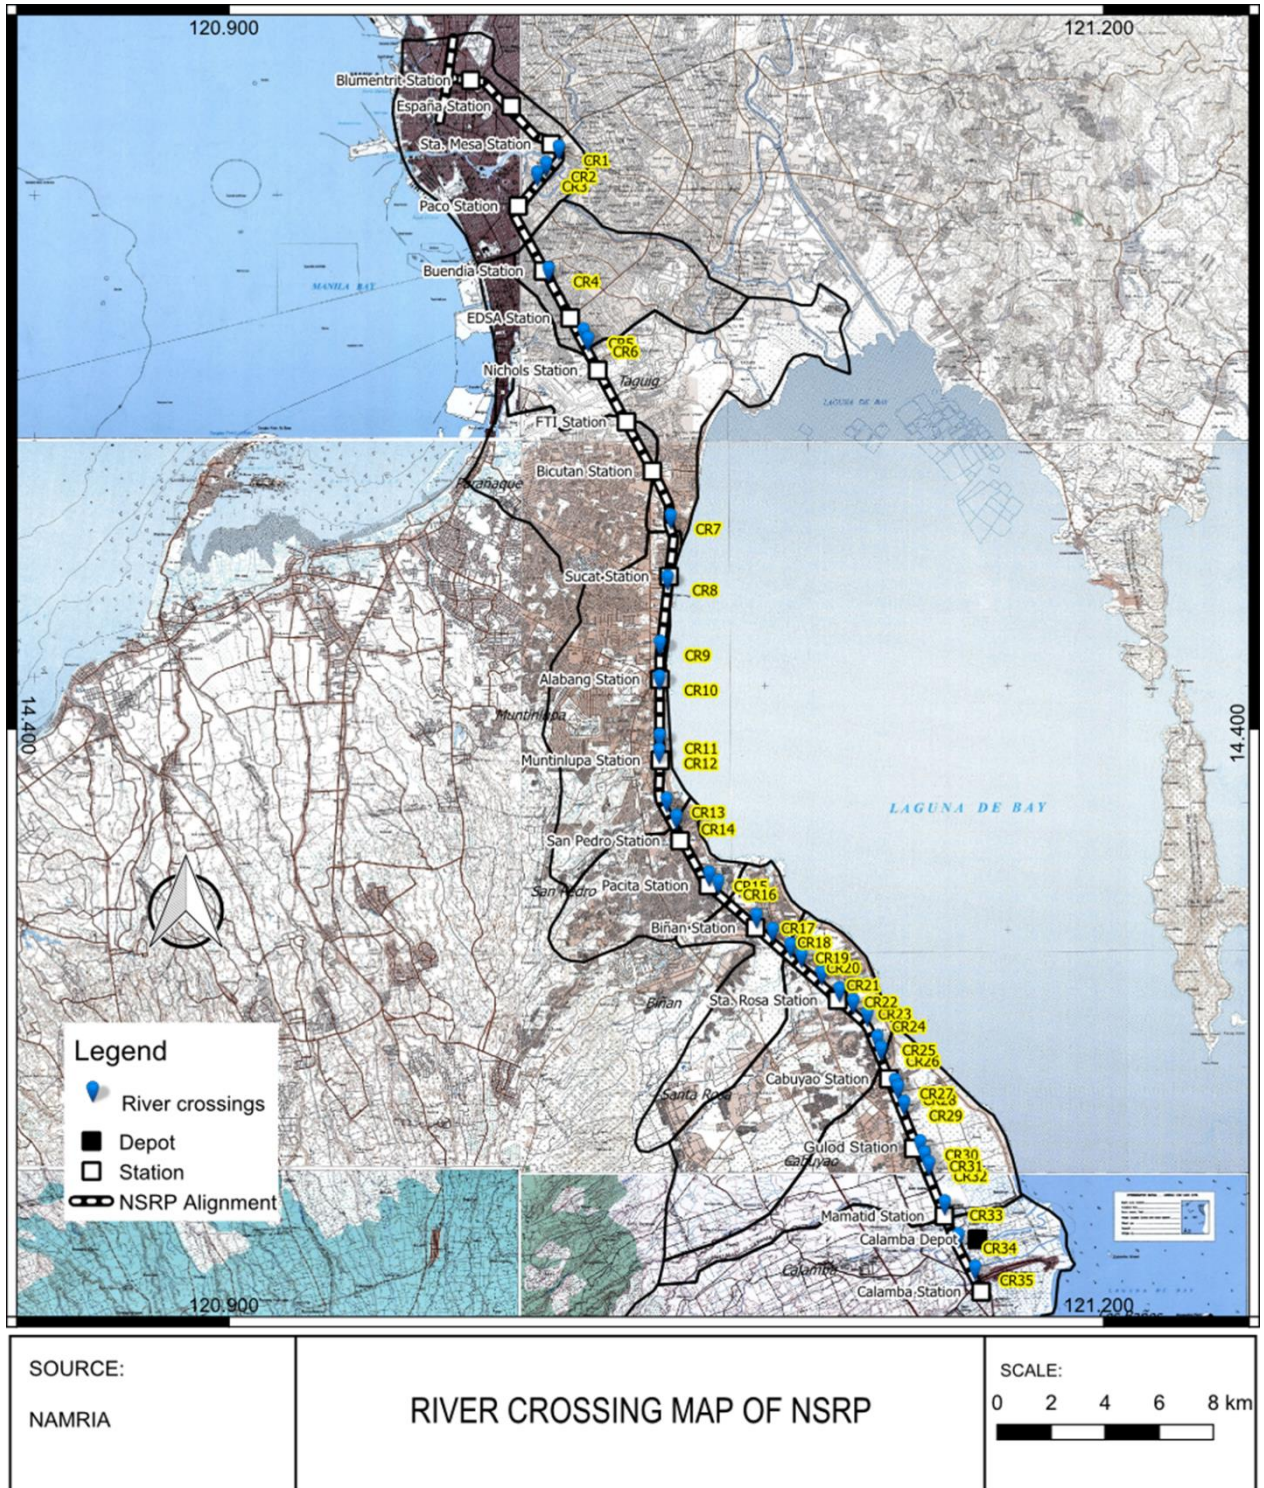 120.900
121.200
Blumentrit Station
España Station
Sta. Mesa Station
CR1
CR2
CR3
Paco Station
Buendia Station
CR4
MANILA BAY
EDSA Station
CR5
CR6
Nichols Station
Taguig
LAGUNA DE BAY
FTI Station
Bicutan Station
Parañaque
CR7
Sucat Station
CR8
CR9
Alabang Station
CR10
14.400
14.400
Muntinlupa
CR11
Muntinlupa Station
CR12
LAGUNA DE BAY
CR13
CR14
San Pedro Station
San Pedro
Pacita Station
CR15
CR16
Biñan Station
CR17
CR18
CR19
CR20
Biñan
Sta. Rosa Station
CR21
CR22
CR23
CR24
CR25
CR26
Cabuyao Station
Santa Rosa
CR27
CR28
CR29
Gulod Station
Cabuyao
CR30
CR31
CR32
Mamatid Station
CR33
Calamba Depot
CR34
Calamba
CR35
Calamba Station
Legend
River crossings
Depot
Station
NSRP Alignment
120.900
121.200
SOURCE:
NAMRIA
RIVER CROSSING MAP OF NSRP
SCALE:
0 2 4 6 8 km